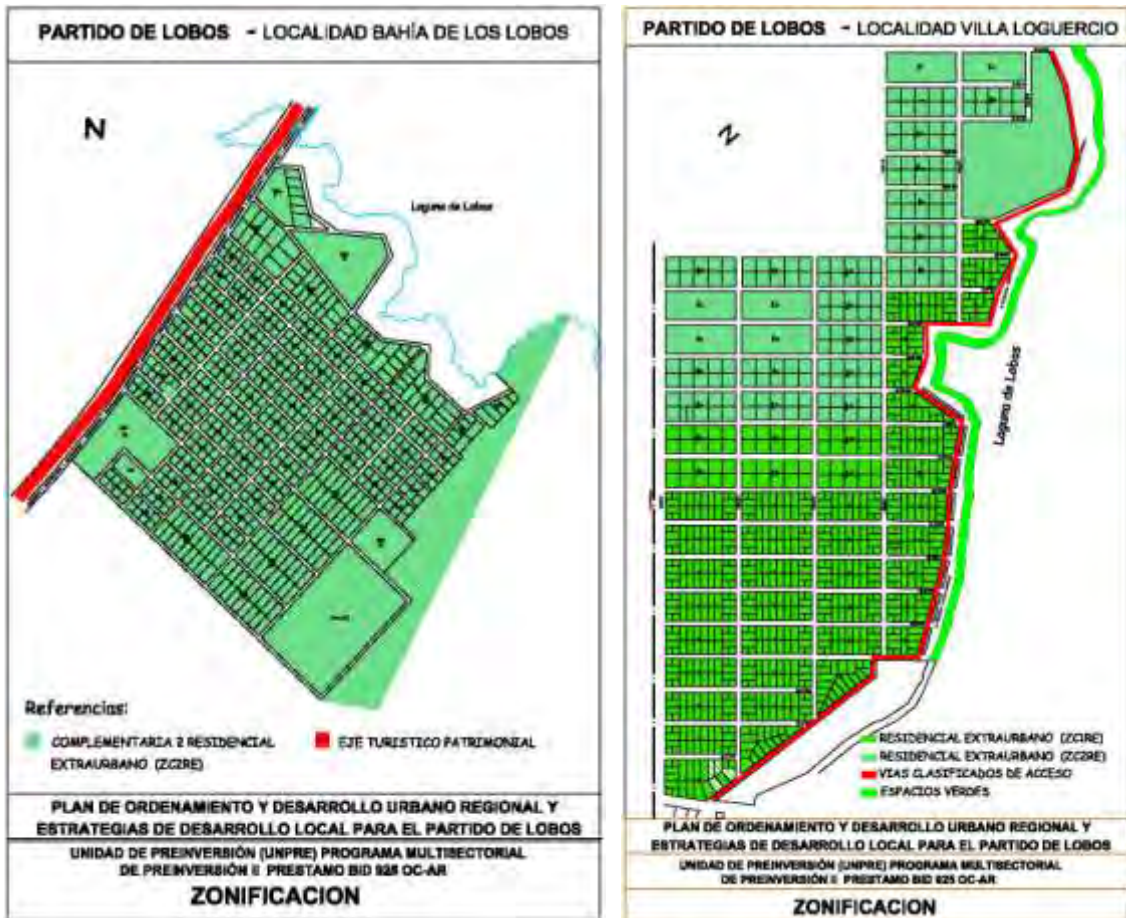 PARTIDO DE LOBOS - LOCALIDAD BAHÍA DE LOS LOBOS
N
Laguna de Lobos
Referencias:
COMPLEMENTARIA 2 RESIDENCIAL
EXTRAURBANO (ZC2RE)
EJE TURISTICO PATRIMONIAL
PLAN DE ORDENAMIENTO Y DESARROLLO URBANO REGIONAL Y
ESTRATEGIAS DE DESARROLLO LOCAL PARA EL PARTIDO DE LOBOS
UNIDAD DE PREINVERSIÓN (UNPRE) PROGRAMA MULTISECTORIAL
DE PREINVERSIÓN II PRESTAMO BID 925 OC-AR
ZONIFICACION
PARTIDO DE LOBOS - LOCALIDAD VILLA LOGUERCIO
N
Laguna de Lobos
RESIDENCIAL EXTRAURBANO (ZC1RE)
RESIDENCIAL EXTRAURBANO (ZC2RE)
VIAS CLASIFICADOS DE ACCESO
ESPACIOS VERDES
PLAN DE ORDENAMIENTO Y DESARROLLO URBANO REGIONAL Y
ESTRATEGIAS DE DESARROLLO LOCAL PARA EL PARTIDO DE LOBOS
UNIDAD DE PREINVERSIÓN (UNPRE) PROGRAMA MULTISECTORIAL
DE PREINVERSIÓN II PRESTAMO BID 925 OC-AR
ZONIFICACION